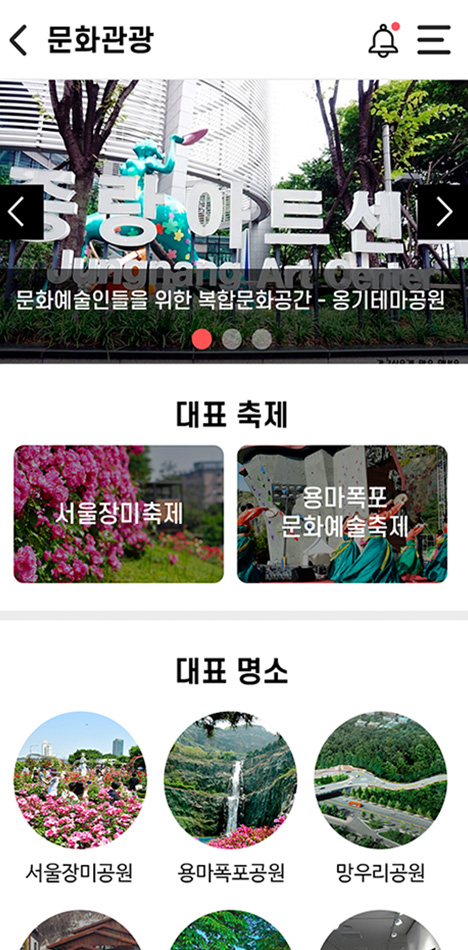 문화관광
중랑아트센
Jungnang Art Center
문화예술인들을 위한 복합문화공간 - 옹기테마공원
대표 축제
서울장미축제
용마폭포
문화예술축제
대표 명소
서울장미공원
용마폭포공원
망우리공원